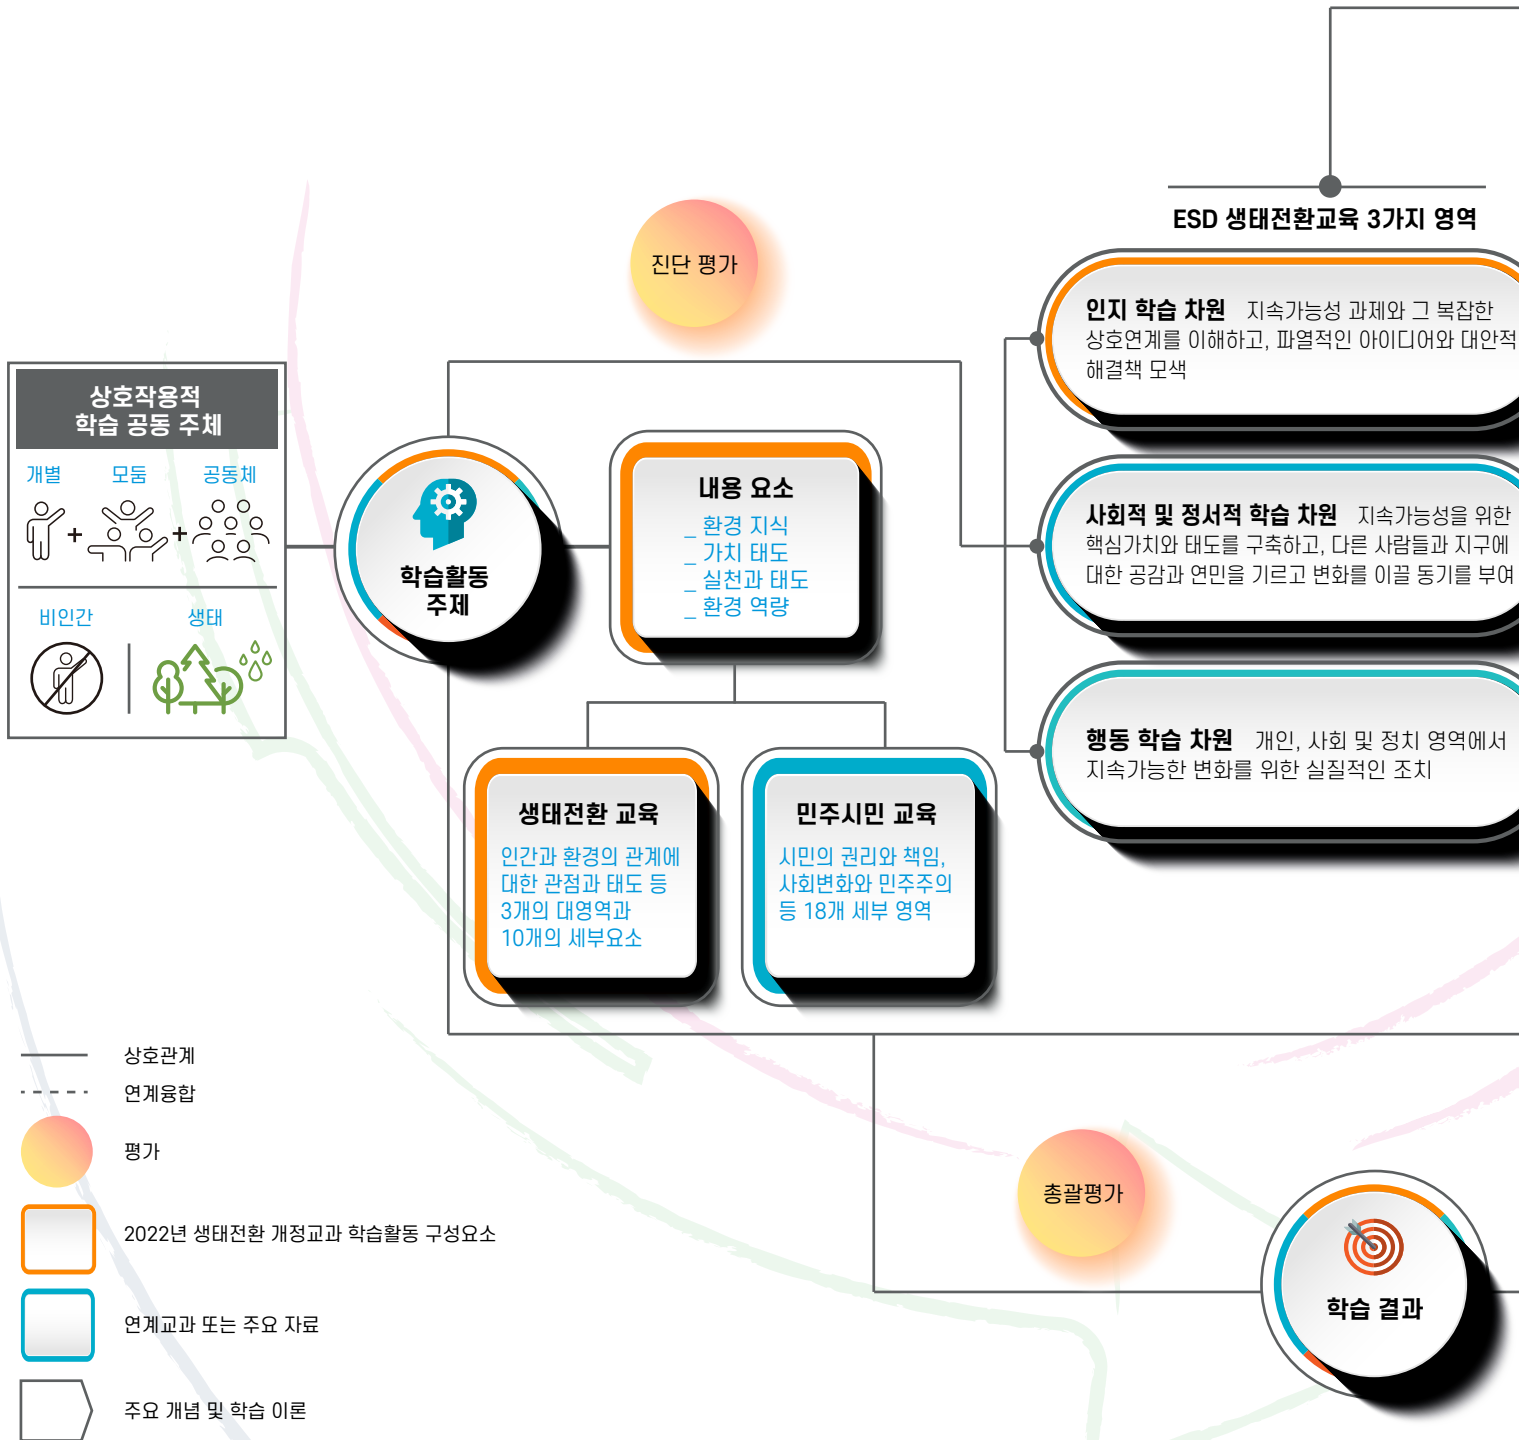 ESD 생태전환교육 3가지 영역
진단 평가
인지 학습 차원 지속가능성 과제와 그 복잡한
상호연계를 이해하고, 파열적인 아이디어와 대안적
해결책 모색
상호작용적
학습 공동 주체
개별 모둠 공동체
+ +
비인간 생태
학습활동
주제
내용 요소
_ 환경 지식
_ 가치 태도
_ 실천과 태도
_ 환경 역량
사회적 및 정서적 학습 차원 지속가능성을 위한
핵심가치와 태도를 구축하고, 다른 사람들과 지구에
대한 공감과 연민을 기르고 변화를 이끌 동기를 부여
행동 학습 차원 개인, 사회 및 정치 영역에서
지속가능한 변화를 위한 실질적인 조치
생태전환 교육
인간과 환경의 관계에
대한 관점과 태도 등
3개의 대영역과
10개의 세부요소
민주시민 교육
시민의 권리와 책임,
사회변화와 민주주의
등 18개 세부 영역
상호관계
연계융합
평가
2022년 생태전환 개정교과 학습활동 구성요소
연계교과 또는 주요 자료
주요 개념 및 학습 이론
총괄평가
학습 결과